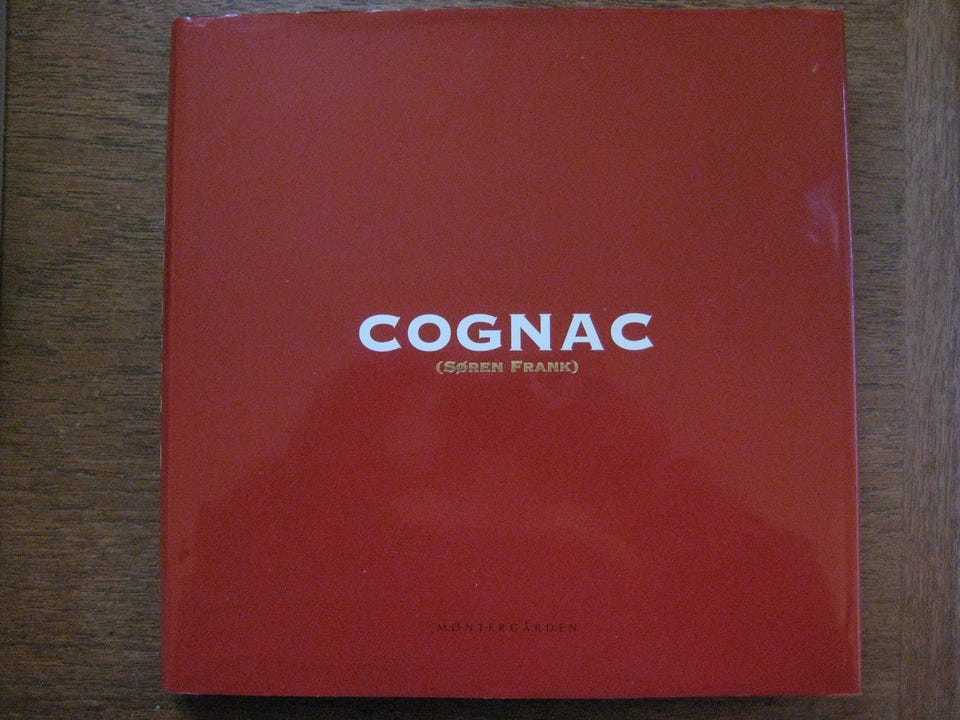 COGNAC
(SØREN FRANK)
MØNTERGÅRDEN